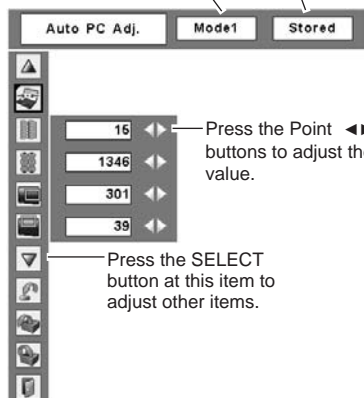 Auto PC Adj. Mode1 Stored
15
Press the Point ◄
buttons to adjust the
value.
1346
301
39
Press the SELECT
button at this item to
adjust other items.